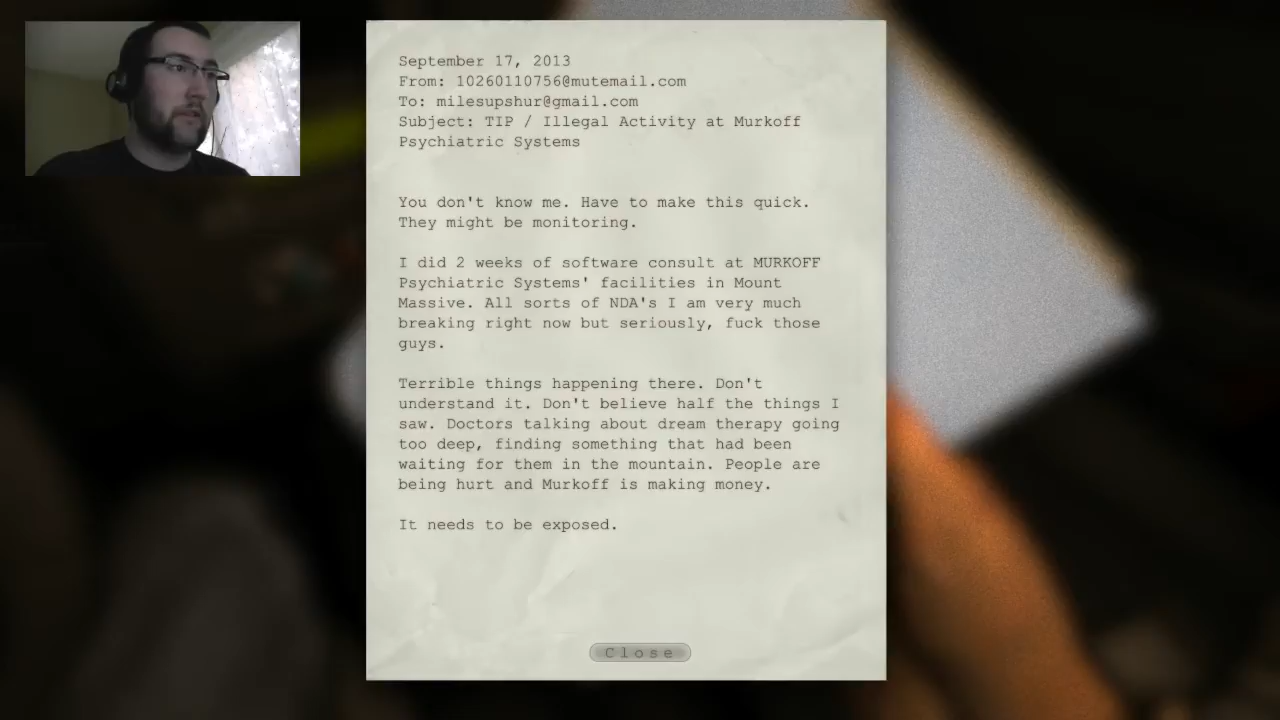 September 17, 2013
From: 10260110756@mutemail.com
To: milesupshur@gmail.com
Subject: TIP / Illegal Activity at Murkoff
Psychiatric Systems
You don't know me. Have to make this quick.
They might be monitoring.
I did 2 weeks of software consult at MURKOFF
Psychiatric Systems' facilities in Mount
Massive. All sorts of NDA's I am very much
breaking right now but seriously, fuck those
guys.
Terrible things happening there. Don't
understand it. Don't believe half the things I
saw. Doctors talking about dream therapy going
too deep, finding something that had been
waiting for them in the mountain. People are
being hurt and Murkoff is making money.
It needs to be exposed.
Close